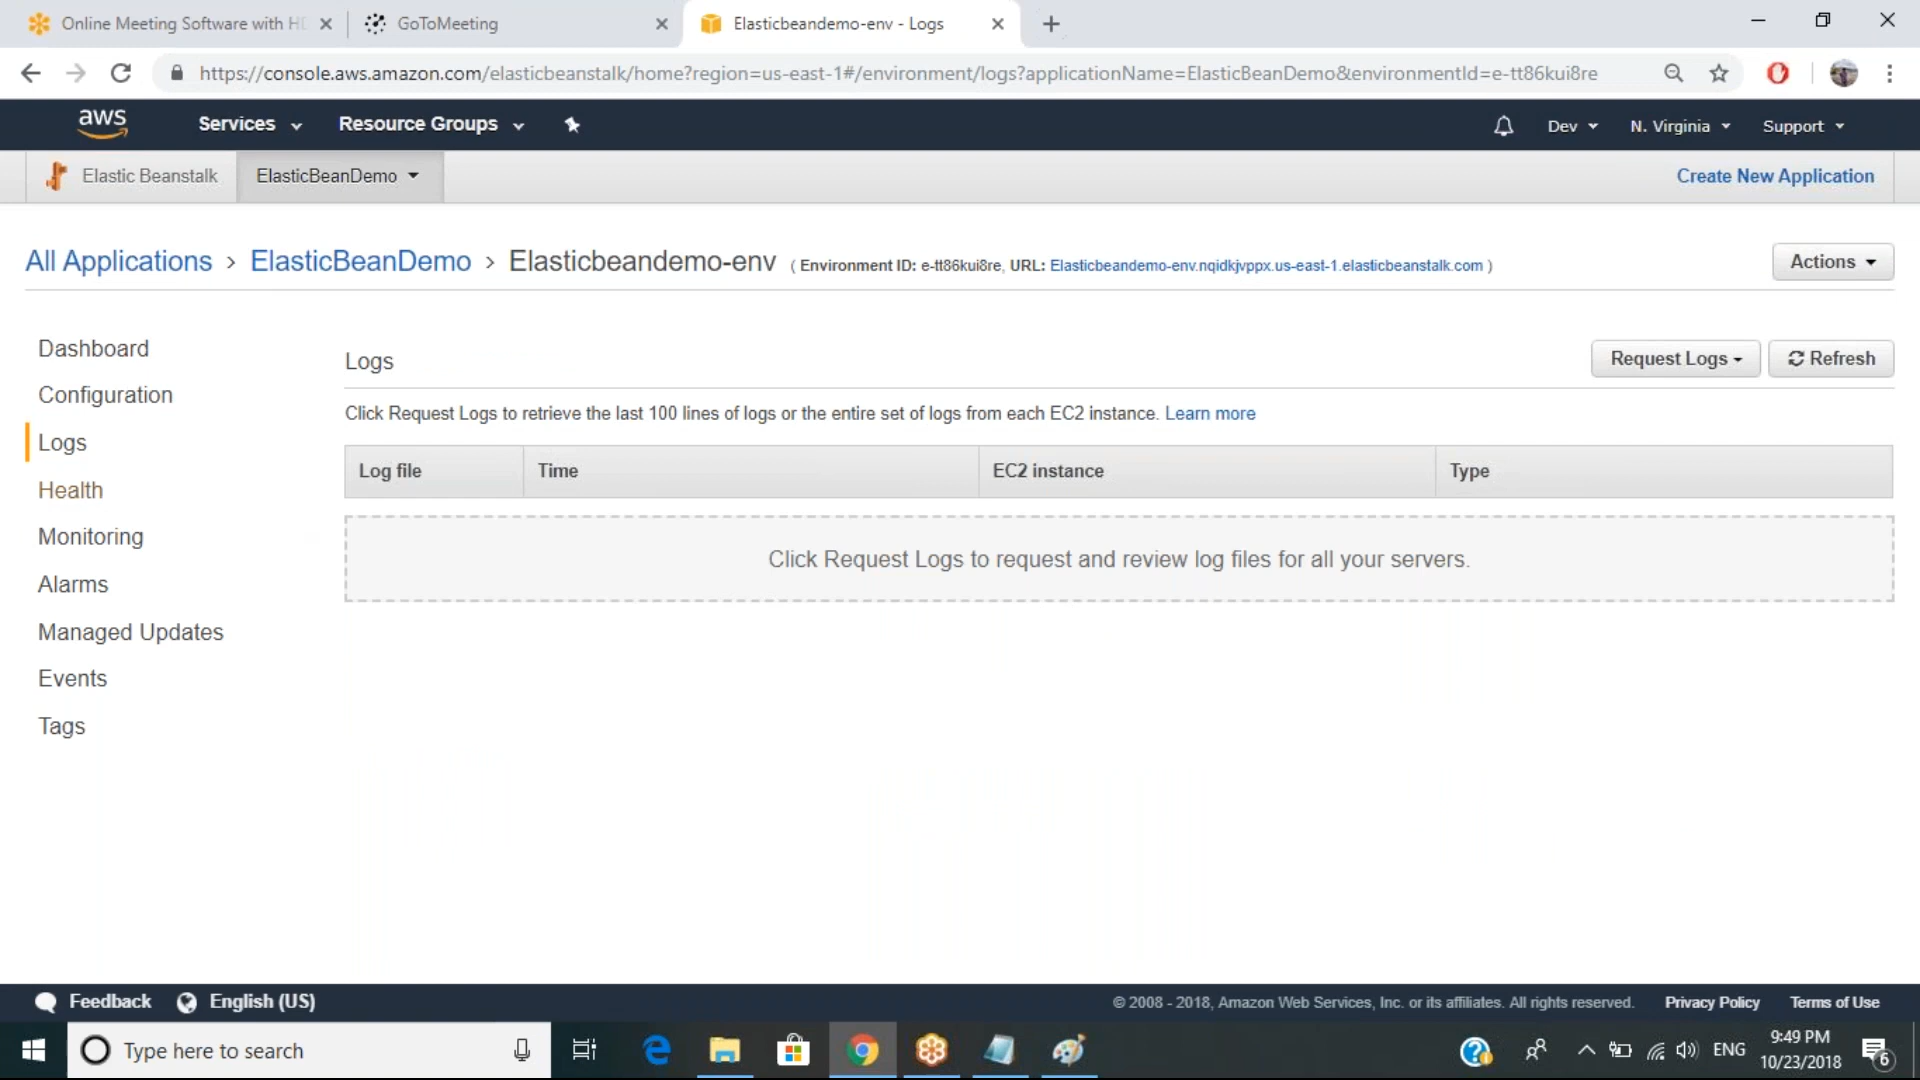 Online Meeting Software with HD
GoToMeeting
Elasticbeandemo-env - Logs
https://console.aws.amazon.com/elasticbeanstalk/home?region=us-east-1#/environment/logs?applicationName=ElasticBeanDemo&environmentId=e-tt86kui8re
aws
Services
Resource Groups
Dev
N. Virginia
Support
Elastic Beanstalk
ElasticBeanDemo
Create New Application
All Applications > ElasticBeanDemo > Elasticbeandemo-env ( Environment ID: e-tt86kui8re, URL: Elasticbeandemo-env.nqidkjvppx.us-east-1.elasticbeanstalk.com )
Actions
Dashboard
Configuration
Logs
Health
Monitoring
Alarms
Managed Updates
Events
Tags
Logs
Request Logs
Refresh
Click Request Logs to retrieve the last 100 lines of logs or the entire set of logs from each EC2 instance. Learn more
Log file
Time
EC2 instance
Type
Click Request Logs to request and review log files for all your servers.
Feedback
English (US)
© 2008 - 2018, Amazon Web Services, Inc. or its affiliates. All rights reserved.
Privacy Policy
Terms of Use
Type here to search
ENG
9:49 PM
10/23/2018
6